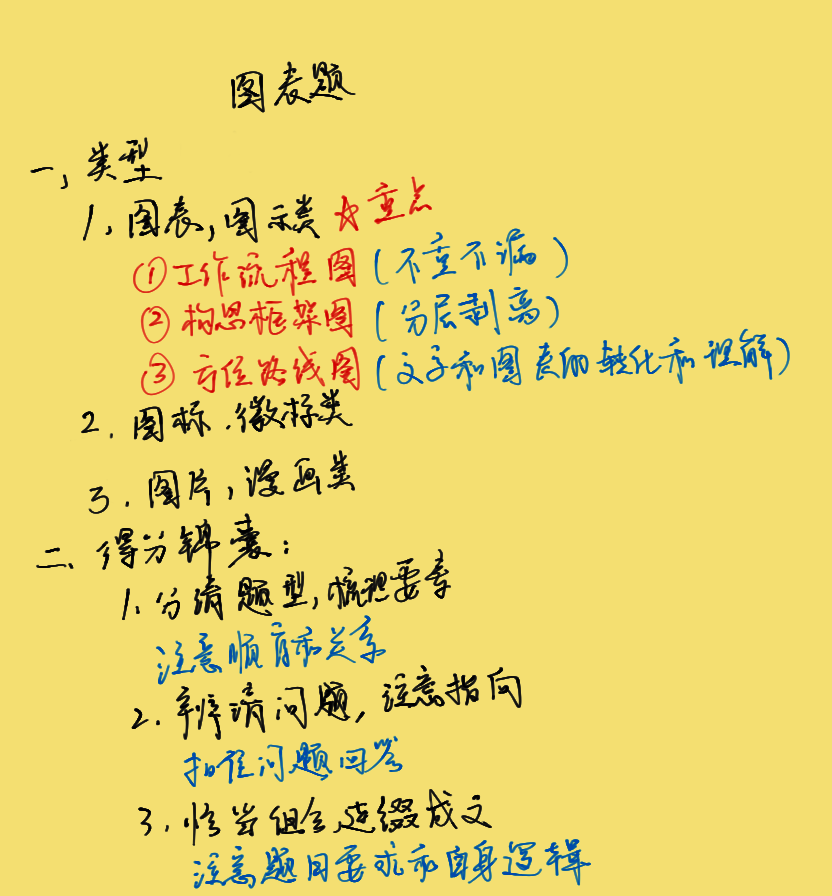 图表题
一、类型
1、图表，图示类 ☆重点
①工作流程图（不重不漏）
②构思框架图（分层剥离）
③方位路线图（文字和图表的转化和理解）
2．图标．徽标类
3．图片，漫画类
二、得分锦囊：
1、分清题型，梳理要素
注意顺序和关系
2．辨清问题，注意指向
扣住问题回答
3．恰当组合，连缀成文
注意题目要求和自身逻辑